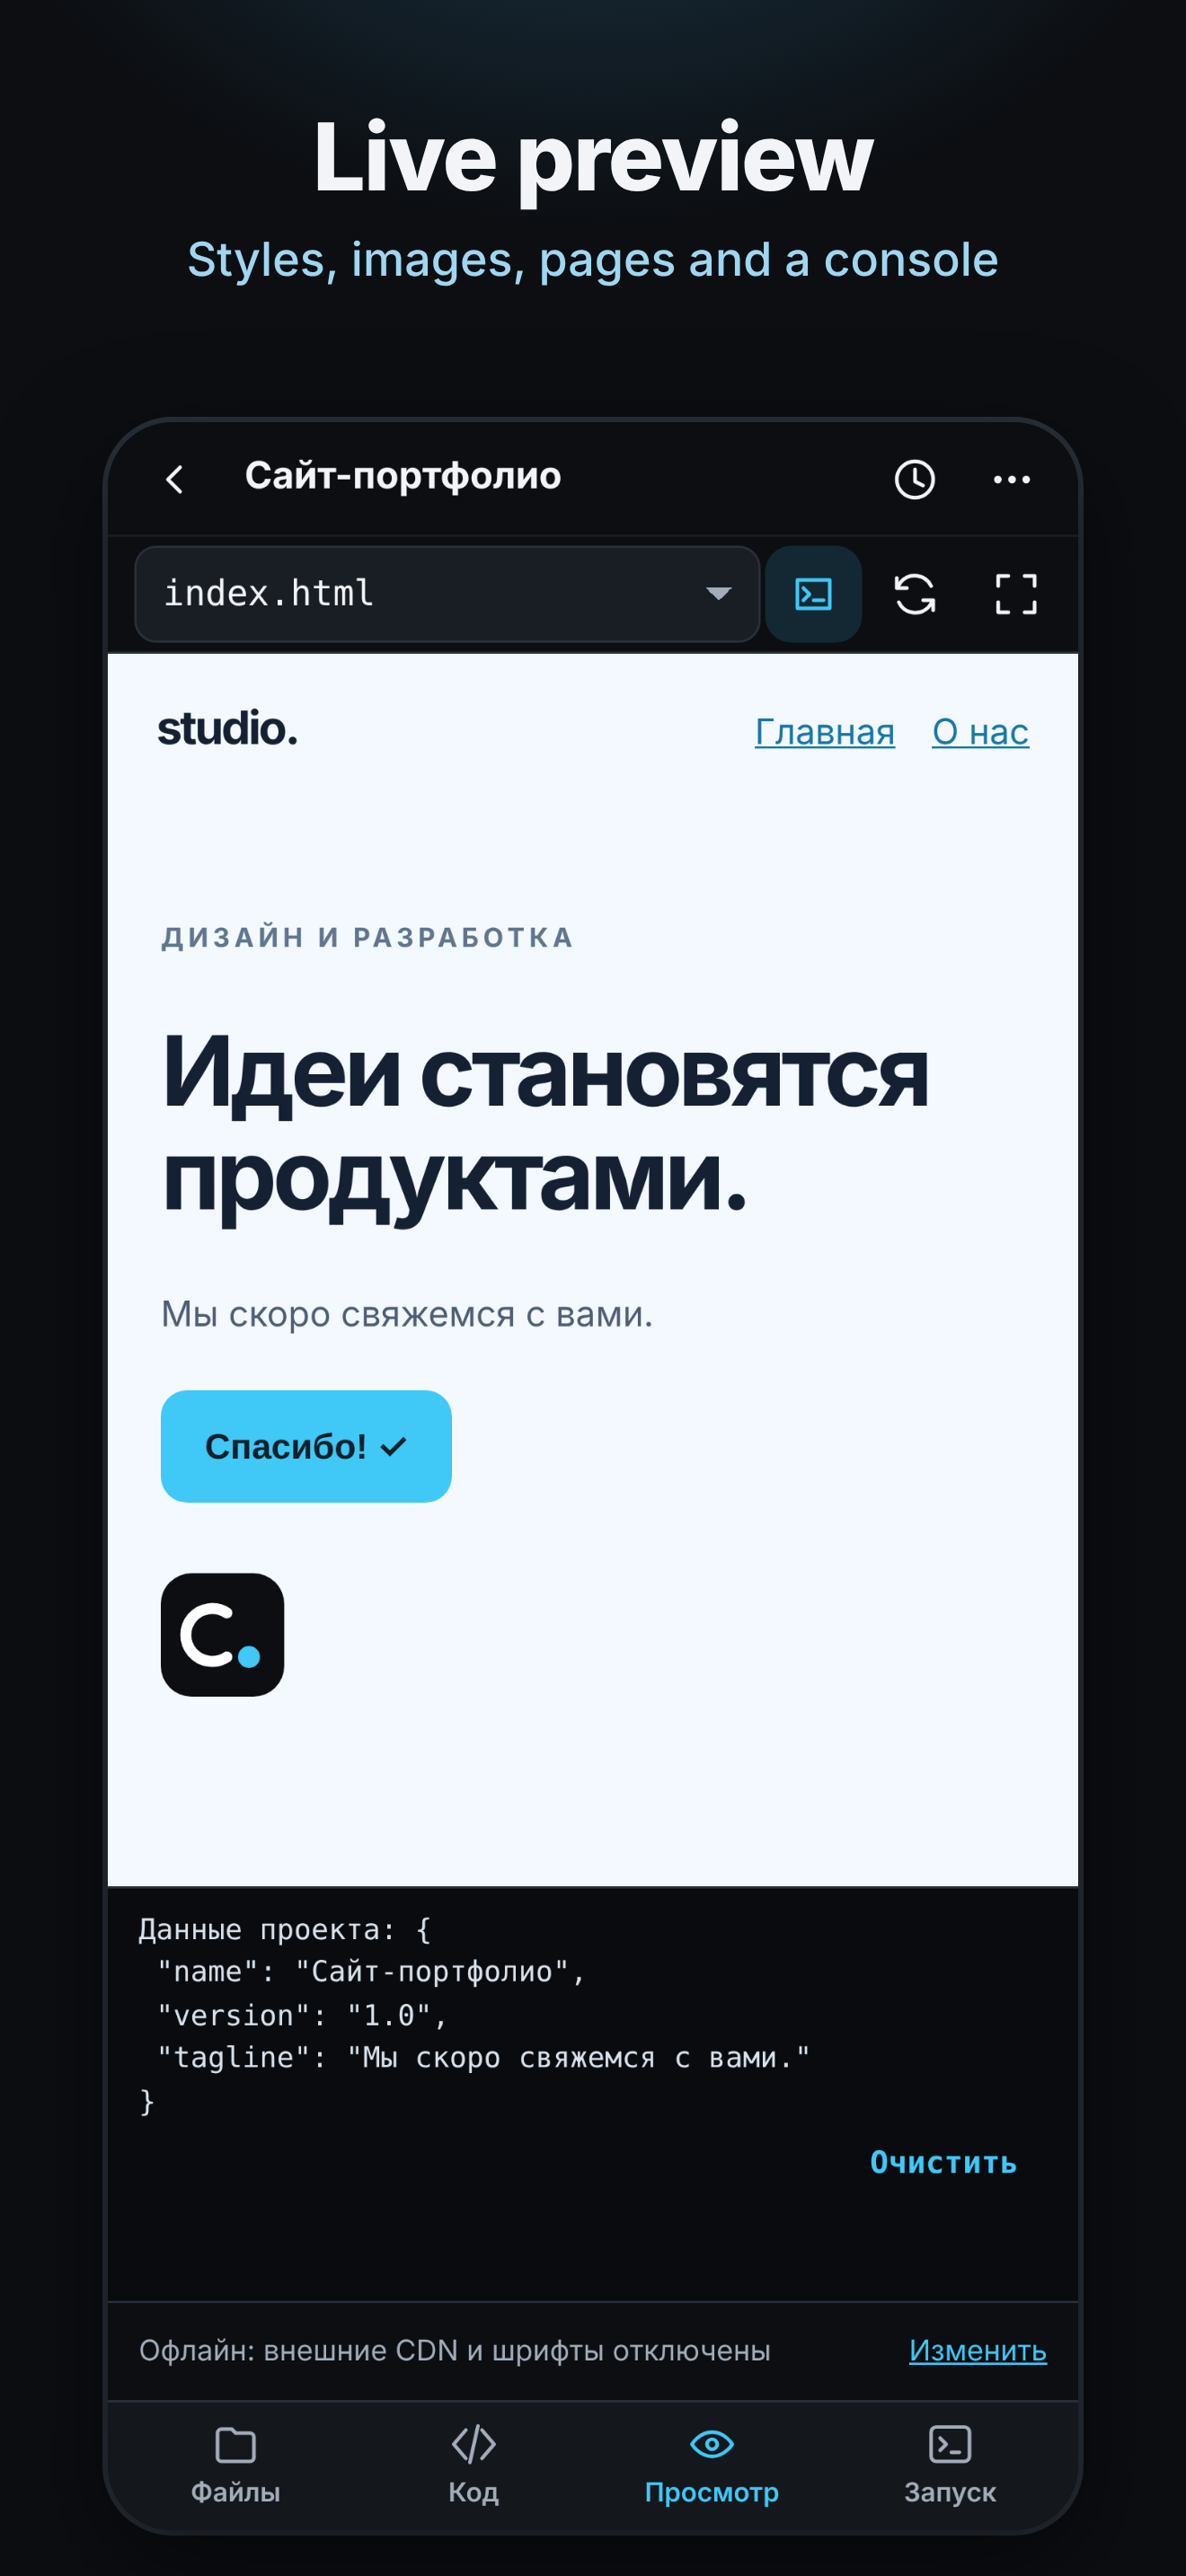 Live preview
Styles, images, pages and a console
Сайт-портфолио
index.html
studio.
Главная О нас
ДИЗАЙН И РАЗРАБОТКА
Идеи становятся
продуктами.
Мы скоро свяжемся с вами.
Спасибо! ✓
C.
Данные проекта: {
"name": "Сайт-портфолио",
"version": "1.0",
"tagline": "Мы скоро свяжемся с вами."
}
Очистить
Офлайн: внешние CDN и шрифты отключены Изменить
Файлы Код Просмотр Запуск